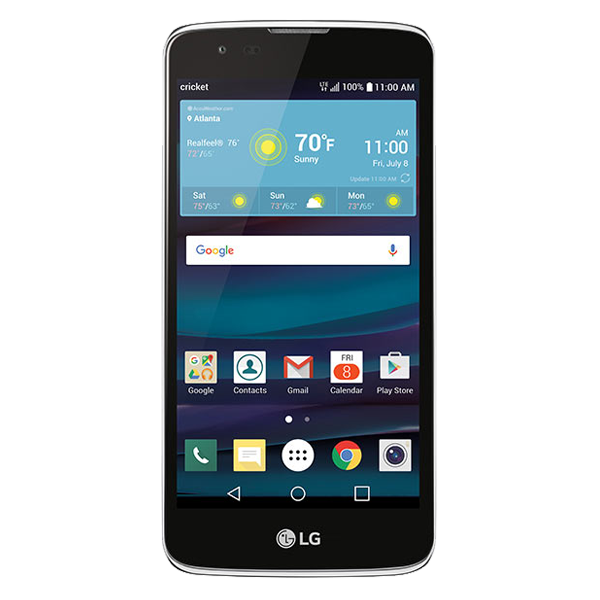 cricket
LTE 100% 11:00 AM
AccuWeather.com
Atlanta
Realfeel® 76°
72°/65°
70°F
Sunny
AM
11:00
Fri, July 8
Update 11:00 AM
Sat
75°/63°
Sun
73°/62°
Mon
73°/65°
Google
FRI
8
Google
Contacts
Gmail
Calendar
Play Store
LG